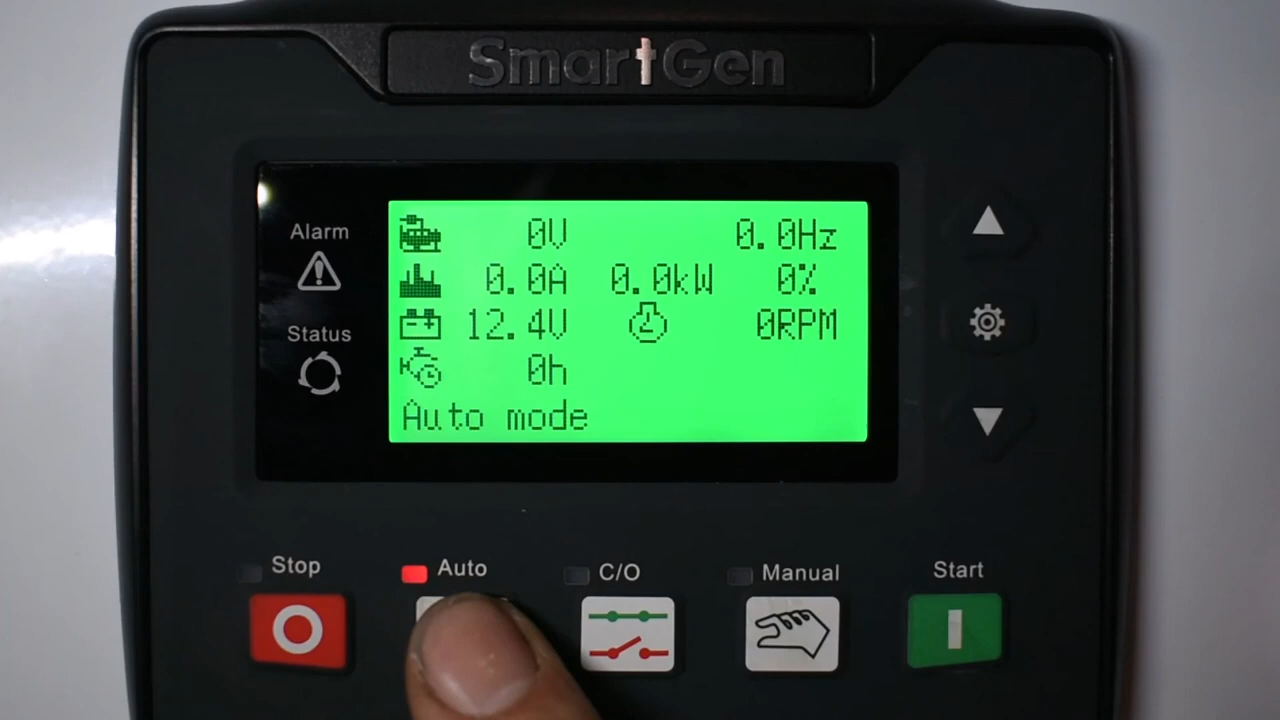 SmartGen
Alarm
Status
0V 0.0Hz
0.0A 0.0kW 0%
12.4V 0RPM
0h
Auto mode
Stop Auto C/O Manual Start